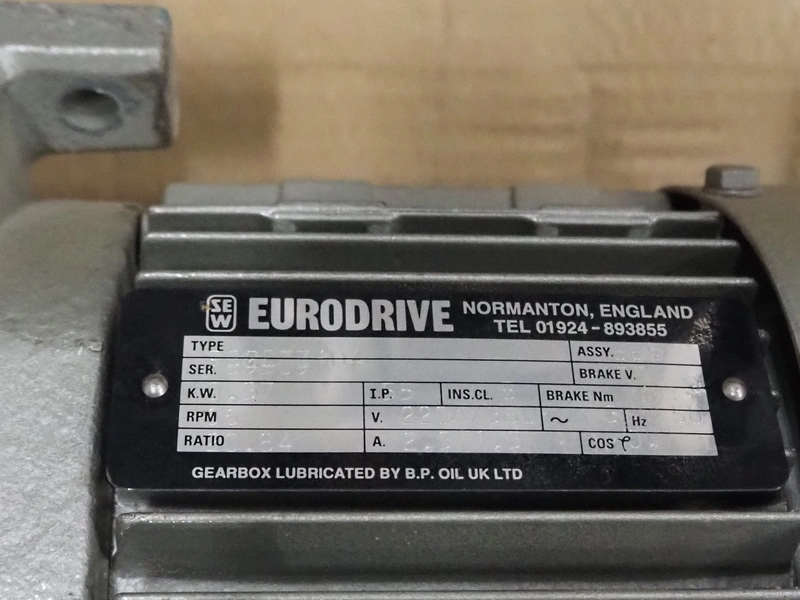 SEW EURODRIVE NORMANTON, ENGLAND
TEL 01924-893855
TYPE ASSY.
SER. BRAKE V.
K.W. I.P. INS.CL. BRAKE Nm
RPM V. ~ Hz
RATIO A. COS φ
GEARBOX LUBRICATED BY B.P. OIL UK LTD